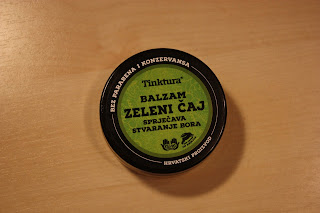 BEZ PARABENA I KONZERVANSA
Tinktura®
BALZAM
ZELENI ČAJ
SPRJEČAVA
STVARANJE BORA
HRVATSKI PROIZVOD